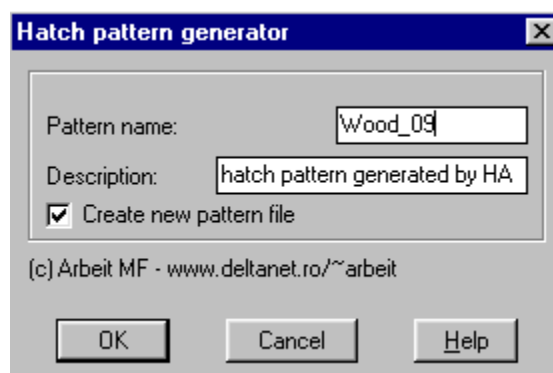 Hatch pattern generator
Pattern name: Wood_09
Description: hatch pattern generated by HA
Create new pattern file
(c) Arbeit MF - www.deltanet.ro/~arbeit
OK Cancel Help